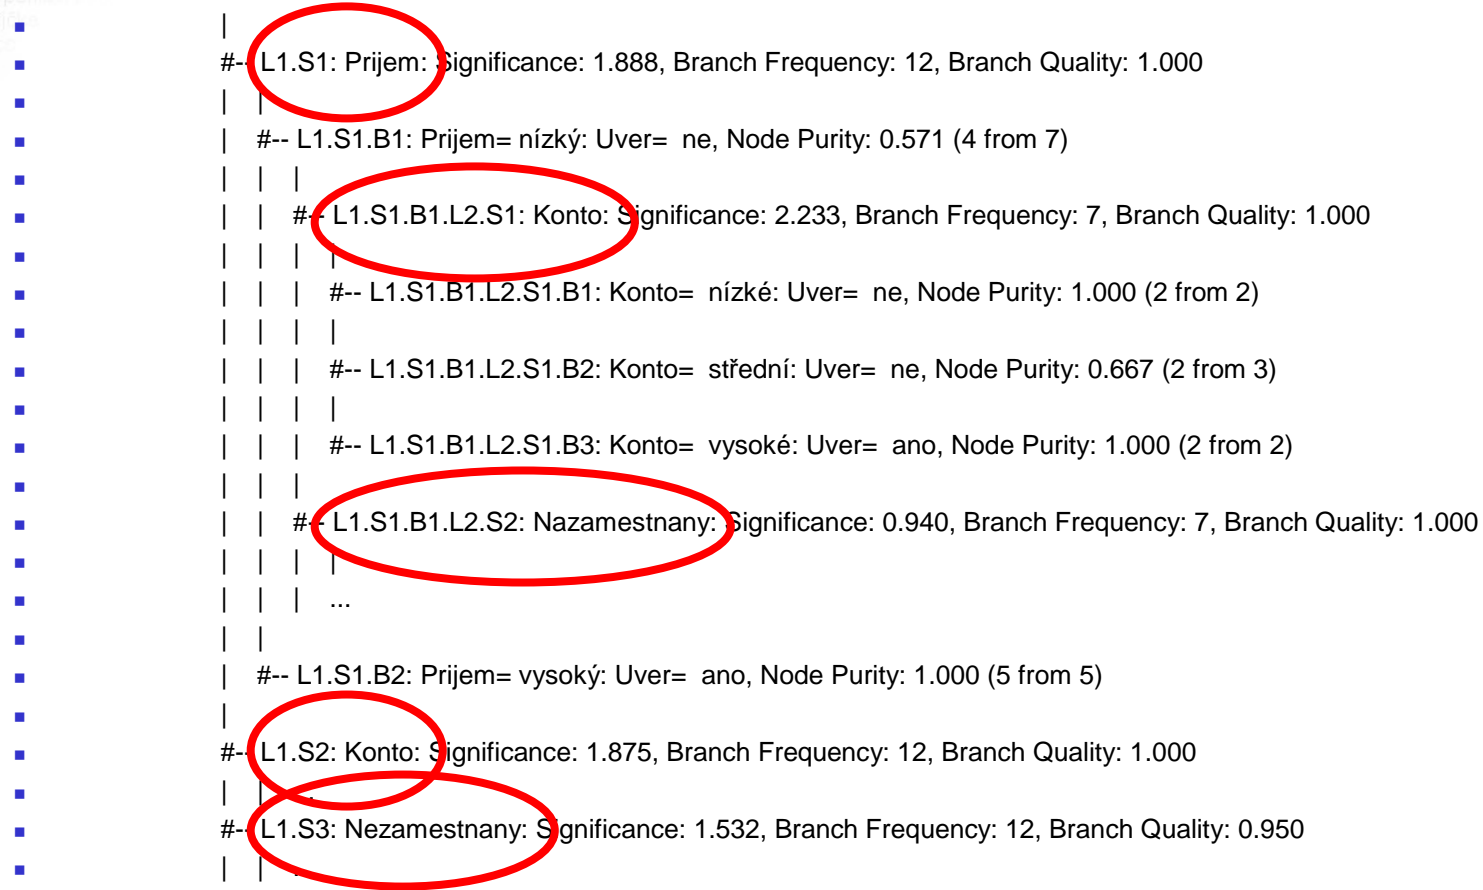 |
#-- L1.S1: Prijem: Significance: 1.888, Branch Frequency: 12, Branch Quality: 1.000
| |
| #-- L1.S1.B1: Prijem= nízký: Uver= ne, Node Purity: 0.571 (4 from 7)
| | |
| | #-- L1.S1.B1.L2.S1: Konto: Significance: 2.233, Branch Frequency: 7, Branch Quality: 1.000
| | | |
| | | #-- L1.S1.B1.L2.S1.B1: Konto= nízké: Uver= ne, Node Purity: 1.000 (2 from 2)
| | | |
| | | #-- L1.S1.B1.L2.S1.B2: Konto= střední: Uver= ne, Node Purity: 0.667 (2 from 3)
| | | |
| | | #-- L1.S1.B1.L2.S1.B3: Konto= vysoké: Uver= ano, Node Purity: 1.000 (2 from 2)
| | |
| | #-- L1.S1.B1.L2.S2: Nazamestnany: Significance: 0.940, Branch Frequency: 7, Branch Quality: 1.000
| | | |
| | | ...
| |
| #-- L1.S1.B2: Prijem= vysoký: Uver= ano, Node Purity: 1.000 (5 from 5)
|
#-- L1.S2: Konto: Significance: 1.875, Branch Frequency: 12, Branch Quality: 1.000
| |
#-- L1.S3: Nezamestnany: Significance: 1.532, Branch Frequency: 12, Branch Quality: 0.950
| |